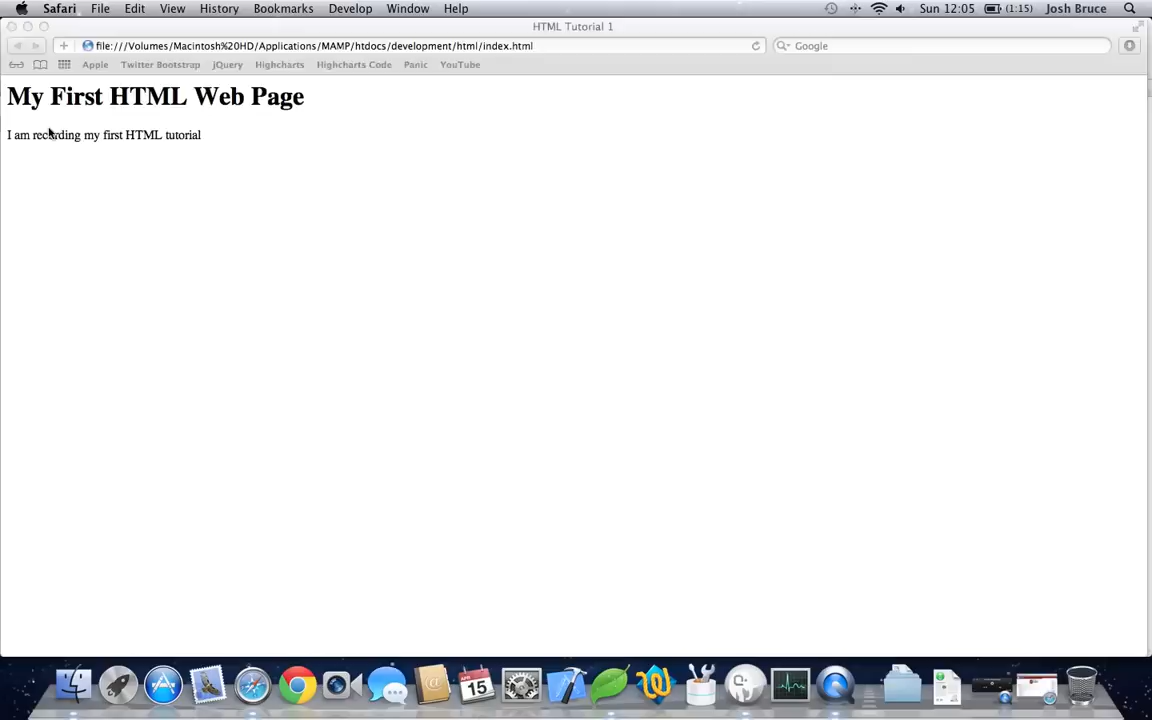 Safari File Edit View History Bookmarks Develop Window Help Sun 12:05 (1:15) Josh Bruce
HTML Tutorial 1
file:///Volumes/Macintosh%20HD/Applications/MAMP/htdocs/development/html/index.html Google
Apple Twitter Bootstrap jQuery Highcharts Highcharts Code Panic YouTube
My First HTML Web Page
I am recording my first HTML tutorial
APR
15